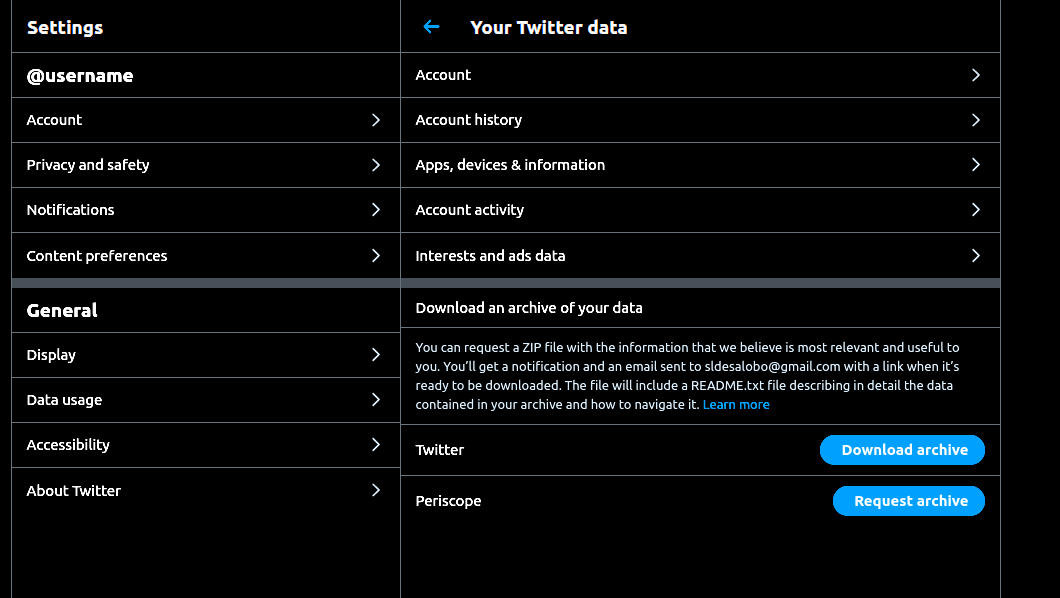 Settings
@username
Account
Privacy and safety
Notifications
Content preferences
General
Display
Data usage
Accessibility
About Twitter
Your Twitter data
Account
Account history
Apps, devices & information
Account activity
Interests and ads data
Download an archive of your data
You can request a ZIP file with the information that we believe is most relevant and useful to
you. You’ll get a notification and an email sent to sldesalobo@gmail.com with a link when it’s
ready to be downloaded. The file will include a README.txt file describing in detail the data
contained in your archive and how to navigate it. Learn more
Twitter
Download archive
Periscope
Request archive